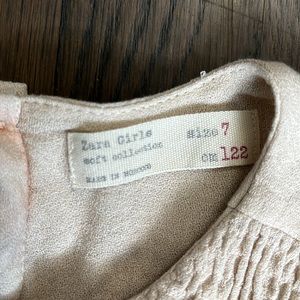 Zara Girls
soft collection
MADE IN MOROCCO
size 7
cm 122